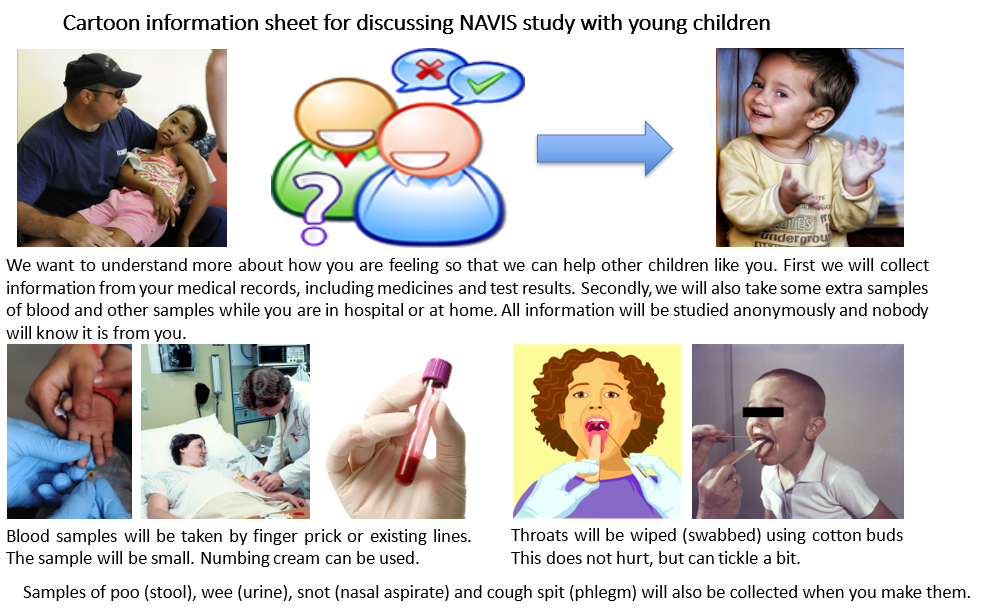 Cartoon information sheet for discussing NAVIS study with young children
?
underground
We want to understand more about how you are feeling so that we can help other children like you. First we will collect
information from your medical records, including medicines and test results. Secondly, we will also take some extra samples
of blood and other samples while you are in hospital or at home. All information will be studied anonymously and nobody
will know it is from you.
Blood samples will be taken by finger prick or existing lines.
The sample will be small. Numbing cream can be used.
Throats will be wiped (swabbed) using cotton buds
This does not hurt, but can tickle a bit.
Samples of poo (stool), wee (urine), snot (nasal aspirate) and cough spit (phlegm) will also be collected when you make them.